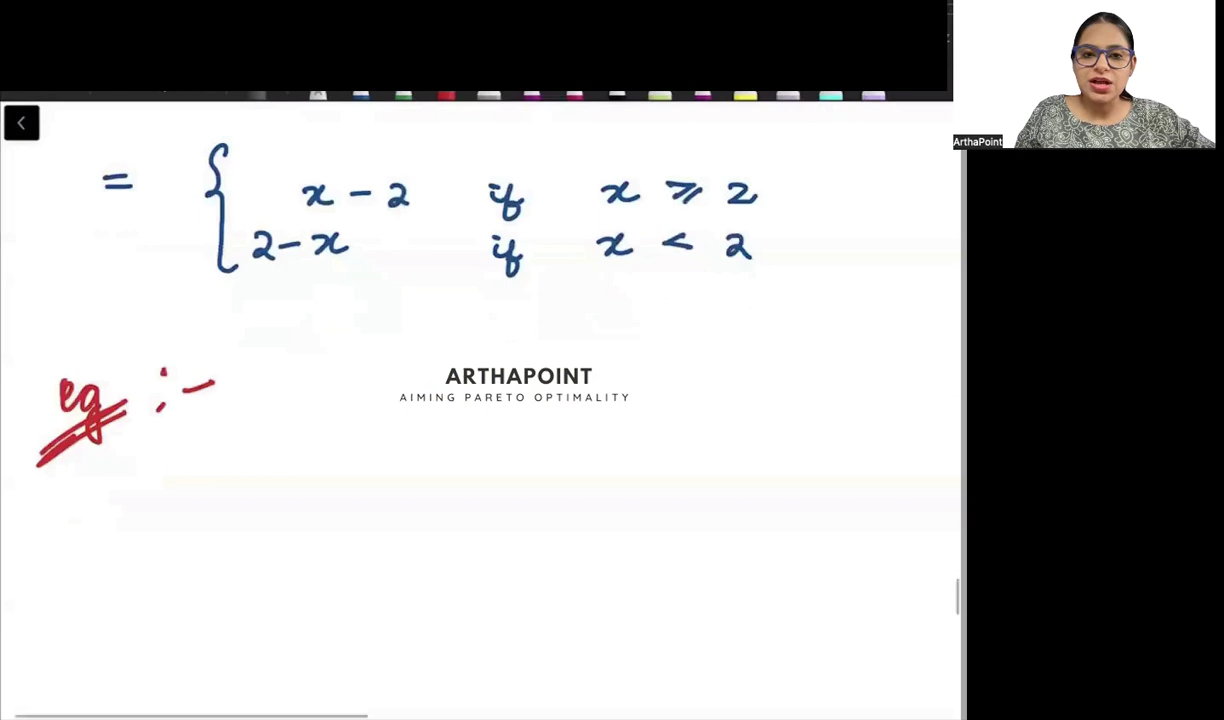 = { x - 2 if x ⩾ 2
2 - x if x < 2
eg :-
ARTHAPOINT
AIMING PARETO OPTIMALITY
ArthaPoint